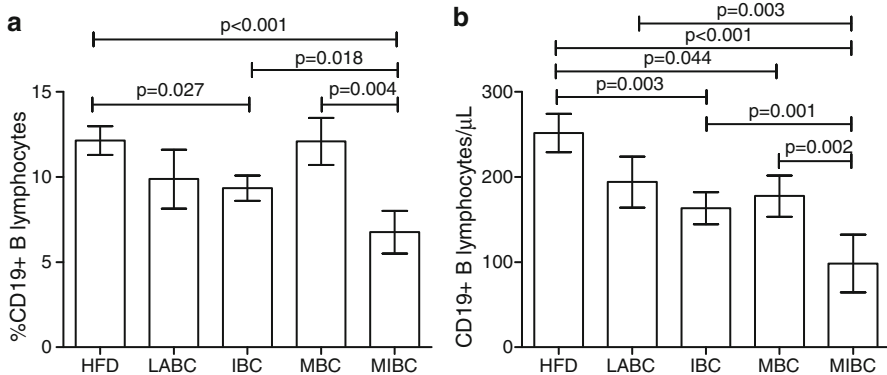 a
p<0.001
p=0.018
p=0.027
p=0.004
%CD19+ B lymphocytes
15
10
5
0
HFD LABC IBC MBC MIBC
b
p=0.003
p<0.001
p=0.044
p=0.003
p=0.001
p=0.002
CD19+ B lymphocytes/μL
300
200
100
0
HFD LABC IBC MBC MIBC